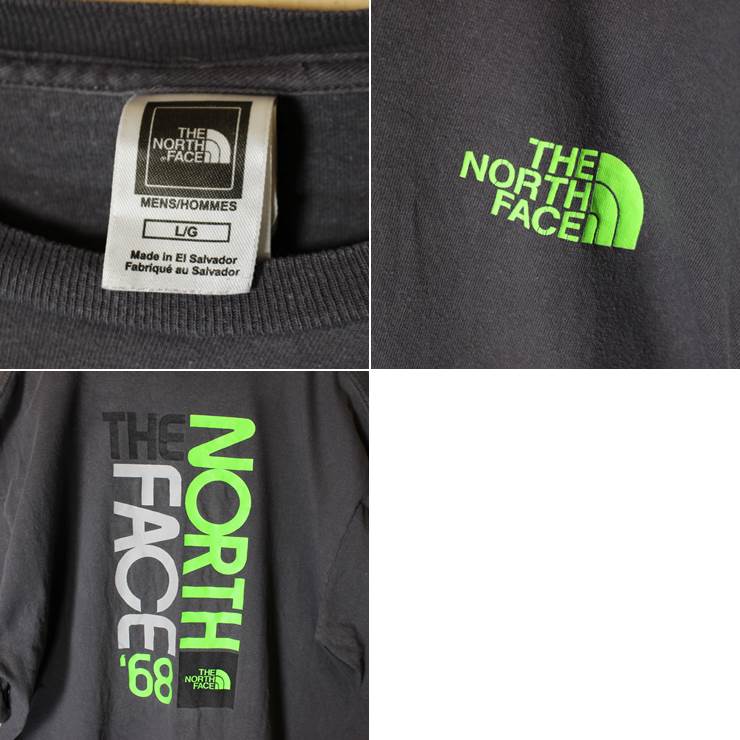 THE
NORTH
FACE
MENS/HOMMES
L/G
Made in El Salvador
Fabriqué au Salvador
THE
NORTH
FACE
THE
NORTH
FACE
'68
THE
NORTH
FACE